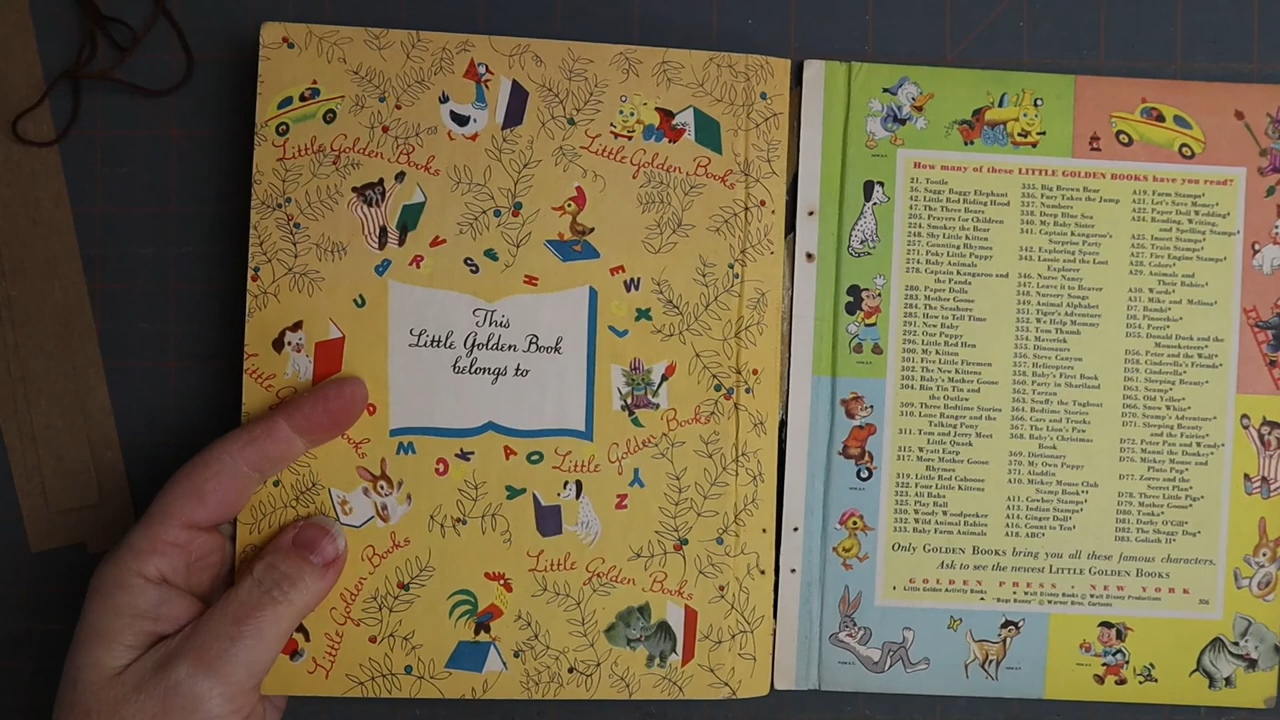 Little Golden Books
Little Golden Books
V
B R S F
H
E
W
G X
V
U
This
Little Golden Book
belongs to
D
M
G K A O
Y
Y
Z
Little Golden Books
Little Golden Books
Little Golden Books
How many of these LITTLE GOLDEN BOOKS have you read?
21. Tootle
36. Saggy Baggy Elephant
42. Little Red Riding Hood
47. The Three Bears
205. Prayers for Children
224. Smokey the Bear
248. Shy Little Kitten
257. Counting Rhymes
271. Poky Little Puppy
274. Baby Animals
278. Captain Kangaroo and
the Panda
280. Paper Dolls
283. Mother Goose
284. The Seashore
285. How to Tell Time
291. New Baby
292. Our Puppy
296. Little Red Hen
300. My Kitten
301. Five Little Firemen
302. The New Kittens
303. Baby's Mother Goose
304. Rin Tin Tin and
the Outlaw
309. Three Bedtime Stories
310. Lone Ranger and the
Talking Pony
311. Tom and Jerry Meet
Little Quack
315. Wyatt Earp
317. More Mother Goose
Rhymes
319. Little Red Caboose
322. Four Little Kittens
323. Ali Baba
325. Play Ball
330. Woody Woodpeeker
332. Wild Animal Babies
333. Baby Farm Animals
335. Big Brown Bear
336. Fury Takes the Jump
337. Numbers
338. Deep Blue Sea
340. My Baby Sister
341. Captain Kangaroo's
Surprise Party
342. Exploring Space
343. Lassie and the Lost
Explorer
346. Nurse Nancy
347. Leave it to Beaver
348. Nursery Songs
349. Animal Alphabet
351. Tiger's Adventure
352. We Help Mommy
353. Tom Thumb
354. Maverick
355. Dinosaurs
356. Steve Canyon
357. Helicopters
358. Baby's First Book
360. Party in Shariland
362. Tarzan
363. Scuffy the Tugboat
364. Bedtime Stories
366. Cars and Trucks
367. The Lion's Paw
368. Baby's Christmas
Book
369. Dictionary
370. My Own Puppy
371. Aladdin
A10. Mickey Mouse Club
Stamp Book*‡
A11. Cowboy Stamps‡
A13. Indian Stamps‡
A14. Ginger Doll‡
A16. Count to Ten‡
A18. ABC‡
A19. Farm Stamps‡
A21. Let's Save Money‡
A22. Paper Doll Wedding‡
A24. Reading, Writing,
and Spelling Stamps‡
A25. Insect Stamps‡
A26. Train Stamps‡
A27. Fire Engine Stamps‡
A28. Colors‡
A29. Animals and
Their Babies‡
A30. Words‡
A31. Mike and Melissa‡
D7. Bambi*
D8. Pinocchio*
D54. Perri*
D55. Donald Duck and the
Mouseketeers*
D56. Peter and the Wolf*
D58. Cinderella's Friends*
D59. Cinderella*
D61. Sleeping Beauty*
D63. Scamp*
D65. Old Yeller*
D66. Snow White*
D70. Scamp's Adventure*
D71. Sleeping Beauty
and the Fairies*
D72. Peter Pan and Wendy*
D75. Manni the Donkey*
D76. Mickey Mouse and
Pluto Pup*
D77. Zorro and the
Secret Plan*
D78. Three Little Pigs*
D79. Mother Goose*
D80. Tonka*
D81. Darby O'Gill*
D82. The Shaggy Dog*
D83. Goliath II*
Only GOLDEN BOOKS bring you all these famous characters.
Ask to see the newest LITTLE GOLDEN BOOKS
GOLDEN PRESS • NEW YORK
‡ Little Golden Activity Books * Walt Disney Books © Walt Disney Productions
▲ "Bugs Bunny" © Warner Bros. Cartoons 306